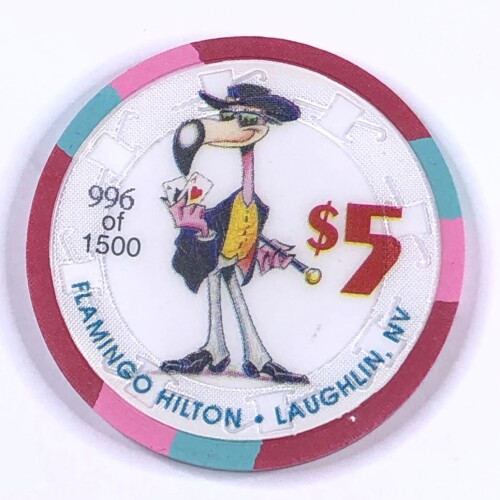 996
of
1500
$5
FLAMINGO HILTON • LAUGHLIN, NV